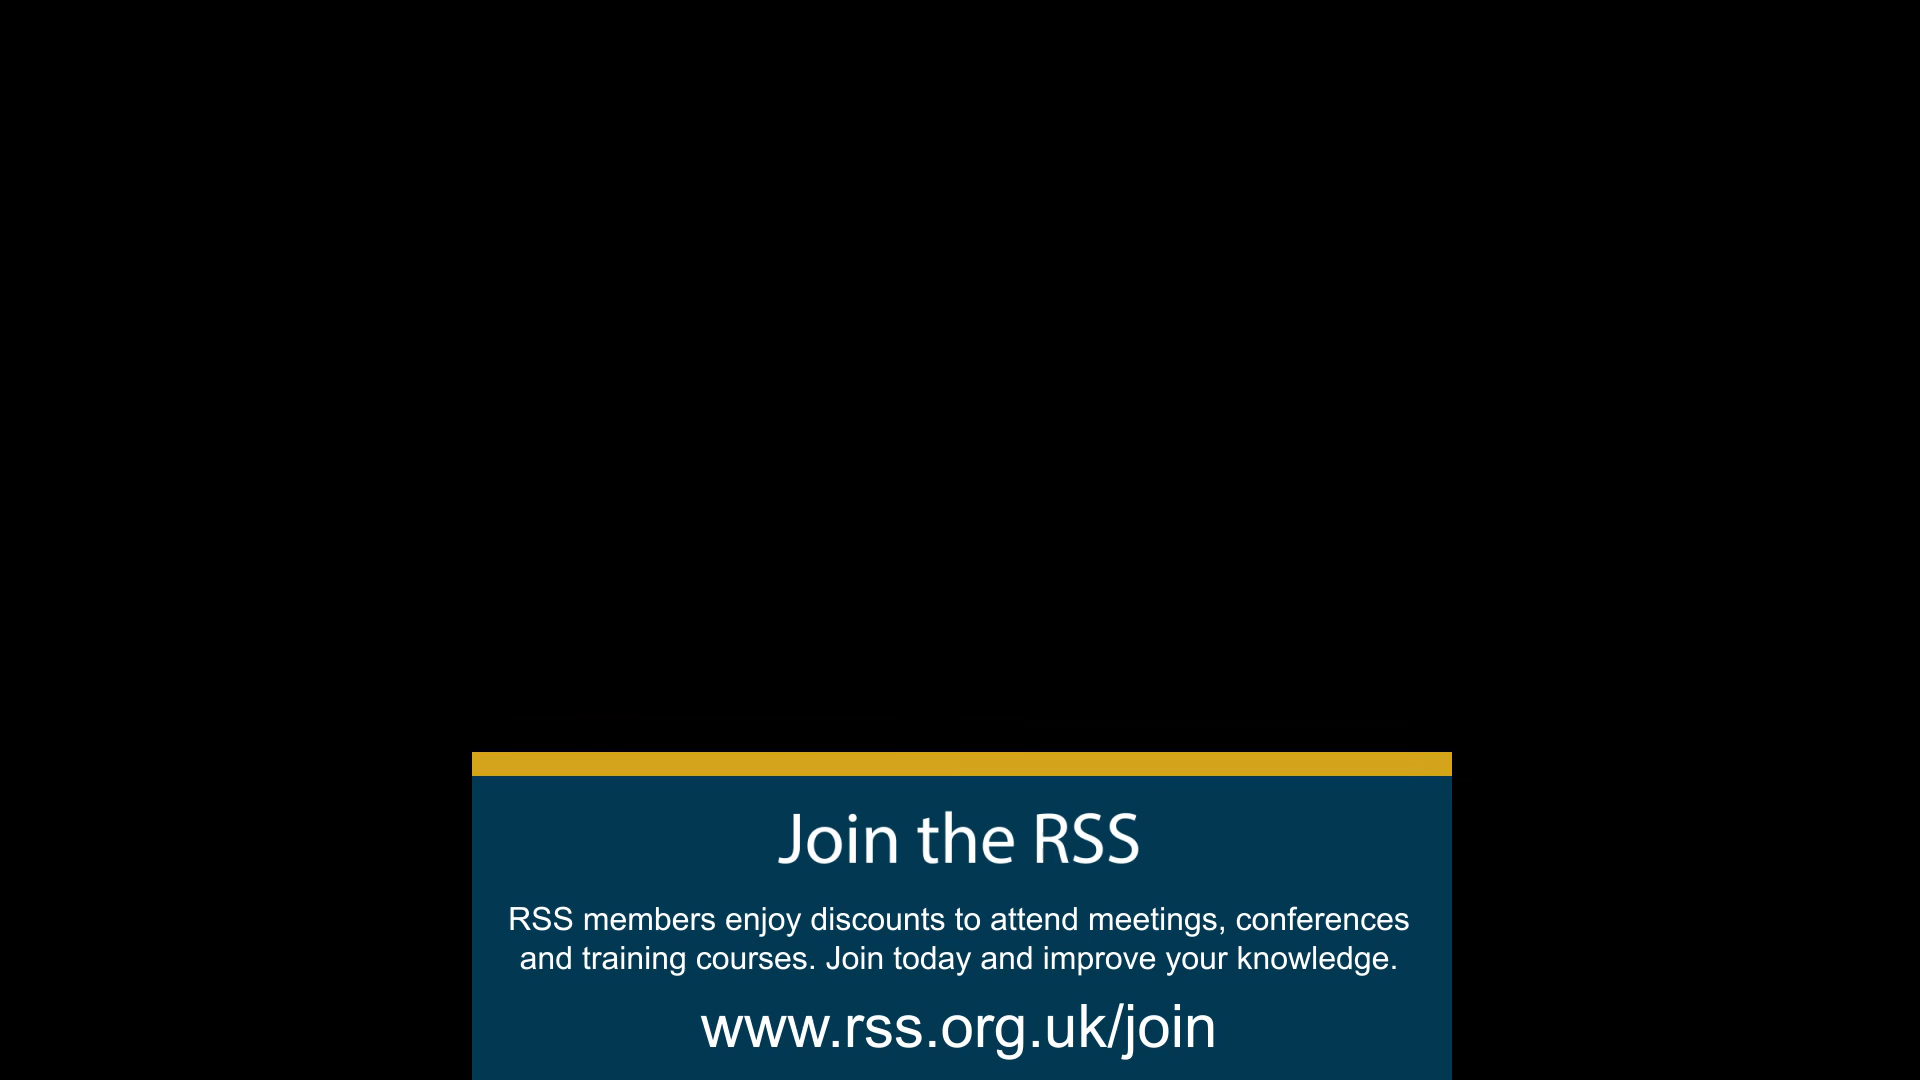 Join the RSS
RSS members enjoy discounts to attend meetings, conferences
and training courses. Join today and improve your knowledge.
www.rss.org.uk/join